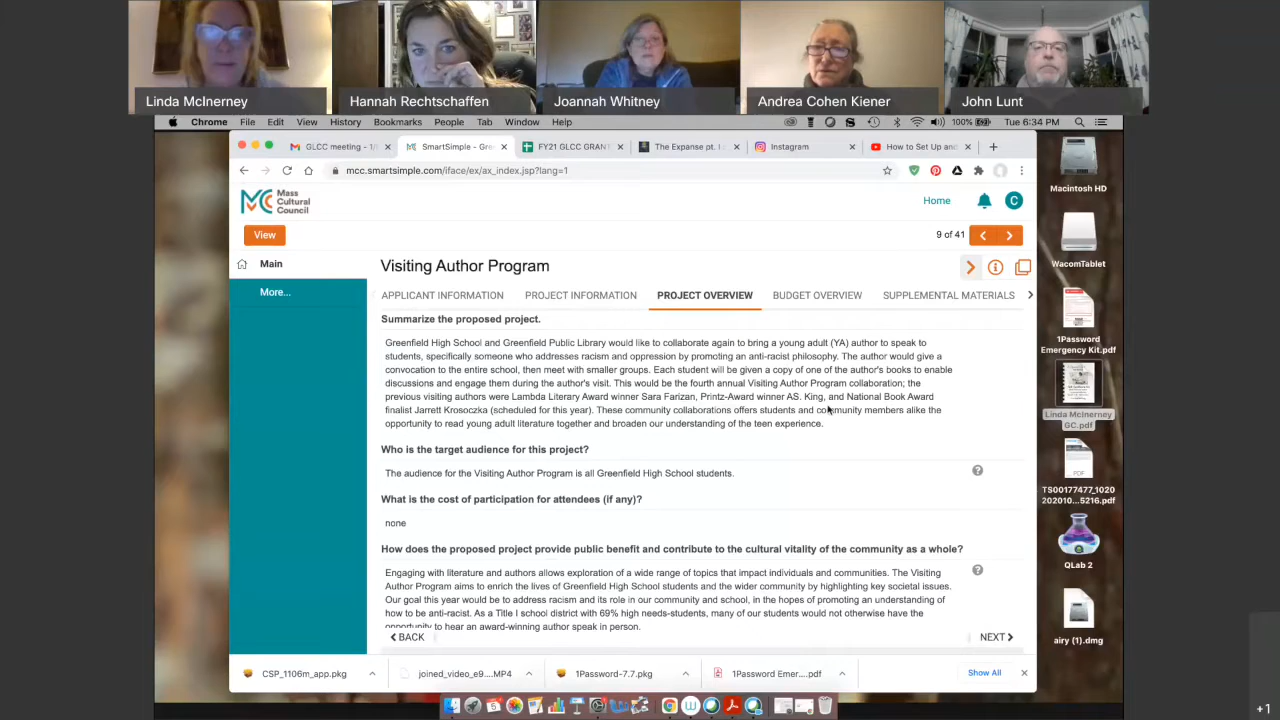 Linda McInerney
Hannah Rechtschaffen
Joannah Whitney
Andrea Cohen Kiener
John Lunt
Chrome File Edit View History Bookmarks People Tab Window Help
100% Tue 6:34 PM
GLCC meeting - 1/
SmartSimple - Gre
FY21 GLCC GRANT
The Expanse pt. I
Instagram
How to Set Up and
mcc.smartsimple.com/iface/ex/ax_index.jsp?lang=1
Mass
Cultural
Council
Home
C
View
9 of 41
Main
More...
Visiting Author Program
APPLICANT INFORMATION PROJECT INFORMATION PROJECT OVERVIEW BUDGET OVERVIEW SUPPLEMENTAL MATERIALS
Summarize the proposed project.
Greenfield High School and Greenfield Public Library would like to collaborate again to bring a young adult (YA) author to speak to
students, specifically someone who addresses racism and oppression by promoting an anti-racist philosophy. The author would give a
convocation to the entire school, then meet with smaller groups. Each student will be given a copy of one of the author's books to enable
discussions and engage them during the author's visit. This would be the fourth annual Visiting Author Program collaboration; the
previous visiting authors were Lambda Literary Award winner Sara Farizan, Printz-Award winner AS. King, and National Book Award
finalist Jarrett Krosoczka (scheduled for this year). These community collaborations offers students and community members alike the
opportunity to read young adult literature together and broaden our understanding of the teen experience.
Who is the target audience for this project?
The audience for the Visiting Author Program is all Greenfield High School students.
What is the cost of participation for attendees (if any)?
none
How does the proposed project provide public benefit and contribute to the cultural vitality of the community as a whole?
Engaging with literature and authors allows exploration of a wide range of topics that impact individuals and communities. The Visiting
Author Program aims to enrich the lives of Greenfield High School students and the wider community by highlighting key societal issues.
Our goal this year would be to address racism and its role in our community and school, in the hopes of promoting an understanding of
how to be anti-racist. As a Title I school district with 69% high needs-students, many of our students would not otherwise have the
opportunity to hear an award-winning author speak in person.
BACK
NEXT
CSP_1106m_app.pkg
joined_video_e9....MP4
1Password-7.7.pkg
1Password Emer....pdf
Show All
Macintosh HD
WacomTablet
1Password
Emergency Kit.pdf
Linda McInerney
GC.pdf
PDF
TS00177477_1020
202010...5216.pdf
QLab 2
airy (1).dmg
+1